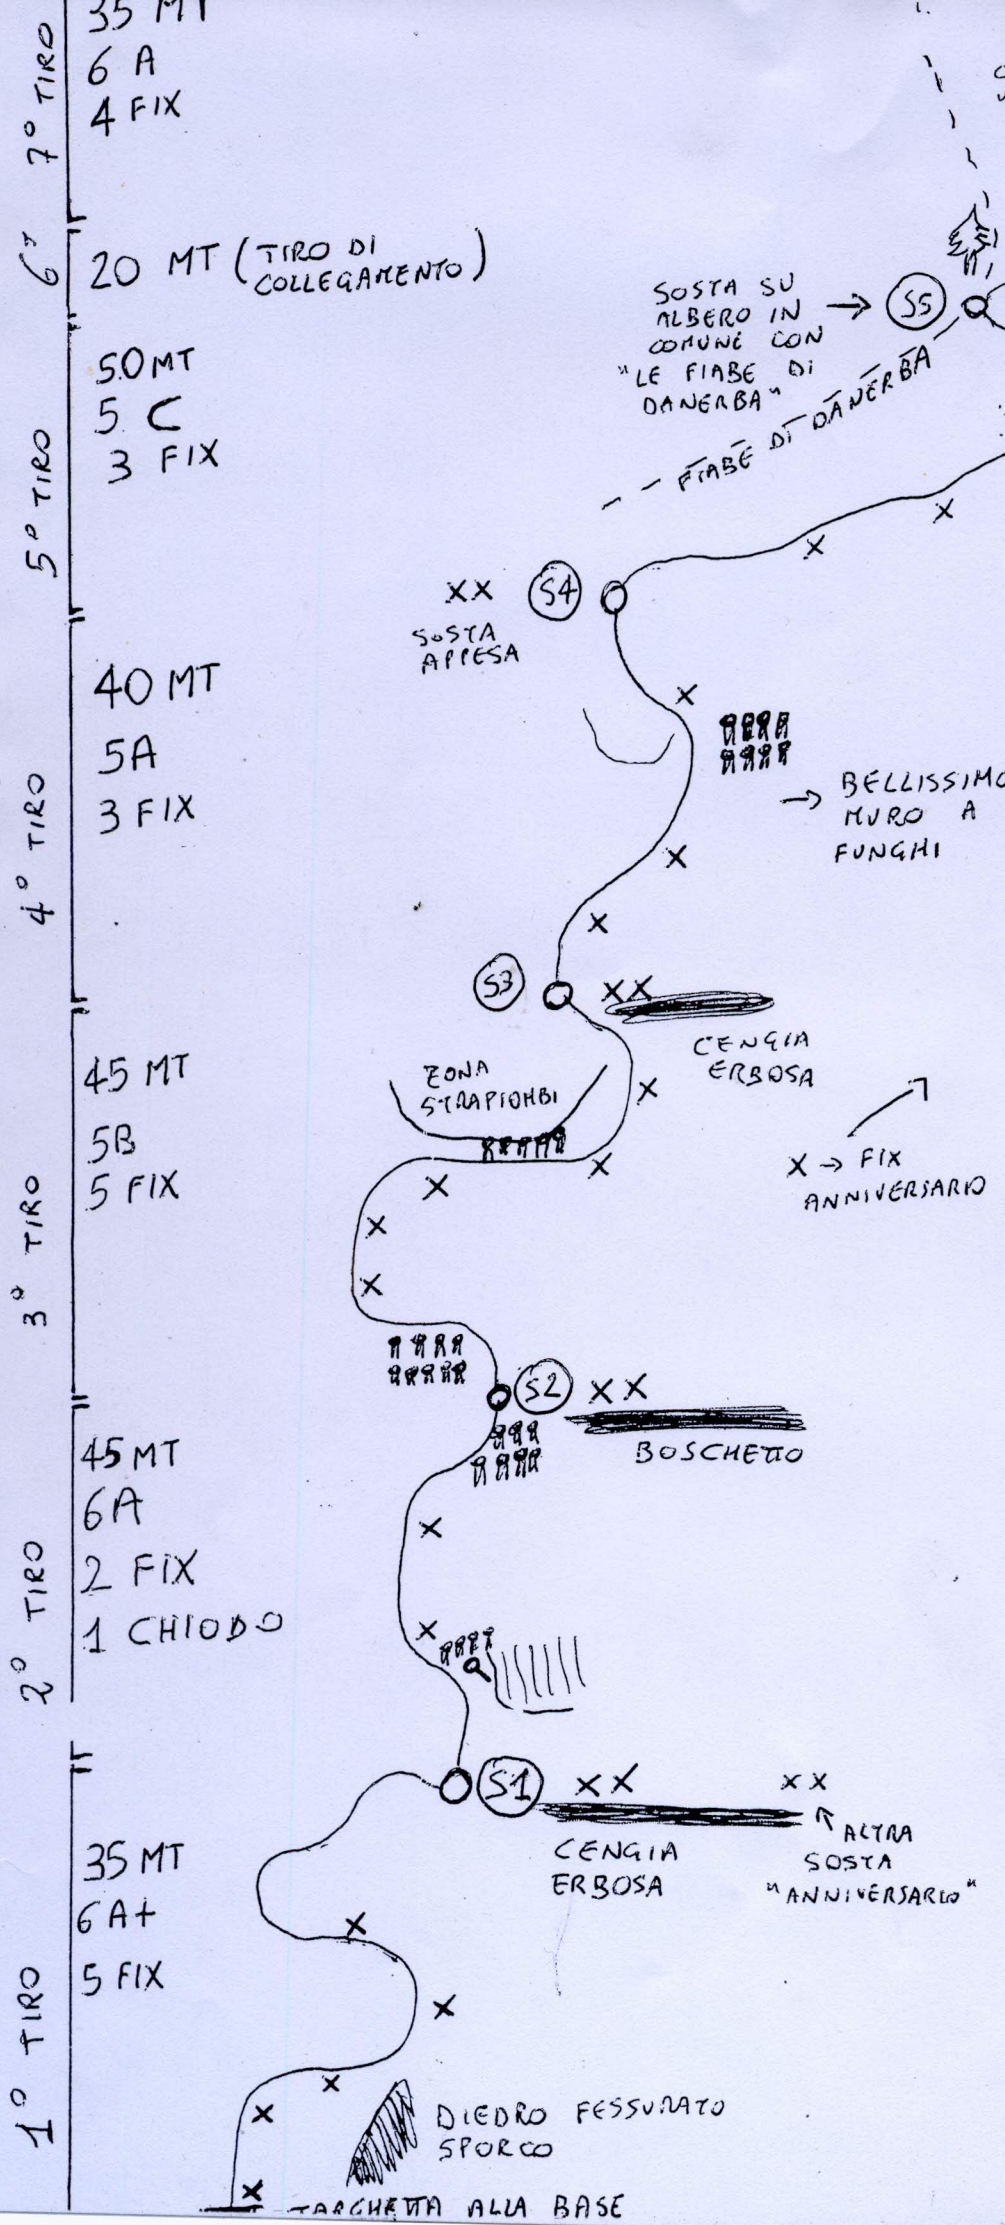 35 MT
6 A
4 FIX
7° TIRO
6°
20 MT (TIRO DI
COLLEGAMENTO)
SOSTA SU
ALBERO IN
COMUNE CON
"LE FIABE DI
DANERBA"
S5
FIABE DI DANERBA
50 MT
5 C
3 FIX
5° TIRO
XX
S4
SOSTA
APPESA
40 MT
5A
3 FIX
4° TIRO
→ BELLISSIMO
MURO A
FUNGHI
S3
XX
CENGIA
ERBOSA
45 MT
5B
5 FIX
3° TIRO
ZONA
STRAPIOMBI
X → FIX
ANNIVERSARIO
S2
X X
BOSCHETTO
45 MT
6A
2 FIX
1 CHIODO
2° TIRO
S1
X X
X X
CENGIA
ERBOSA
ALTRA
SOSTA
"ANNIVERSARIO"
35 MT
6A+
5 FIX
1° TIRO
DIEDRO FESSURATO
SPORCO
TARGHETTA ALLA BASE